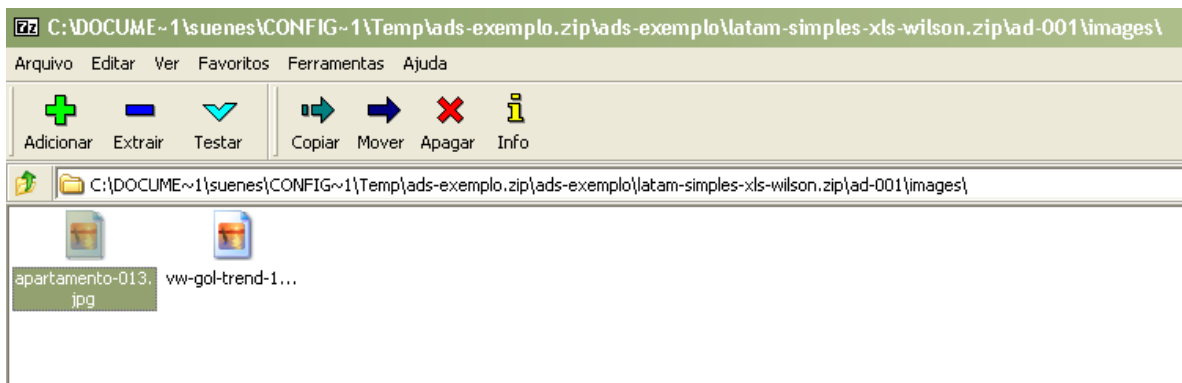 7z C:\DOCUME~1\suenes\CONFIG~1\Temp\ads-exemplo.zip\ads-exemplo\latam-simples-xls-wilson.zip\ad-001\images\
Arquivo Editar Ver Favoritos Ferramentas Ajuda
Adicionar Extrair Testar Copiar Mover Apagar Info
C:\DOCUME~1\suenes\CONFIG~1\Temp\ads-exemplo.zip\ads-exemplo\latam-simples-xls-wilson.zip\ad-001\images\
apartamento-013. vw-gol-trend-1...
jpg